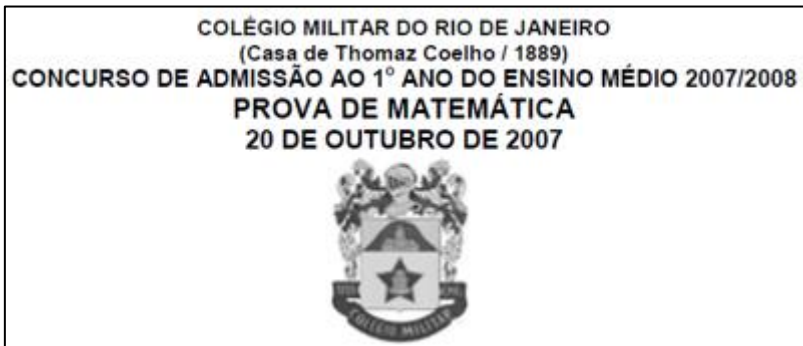 COLÉGIO MILITAR DO RIO DE JANEIRO
(Casa de Thomaz Coelho / 1889)
CONCURSO DE ADMISSÃO AO 1° ANO DO ENSINO MÉDIO 2007/2008
PROVA DE MATEMÁTICA
20 DE OUTUBRO DE 2007
COLÉGIO MILITAR